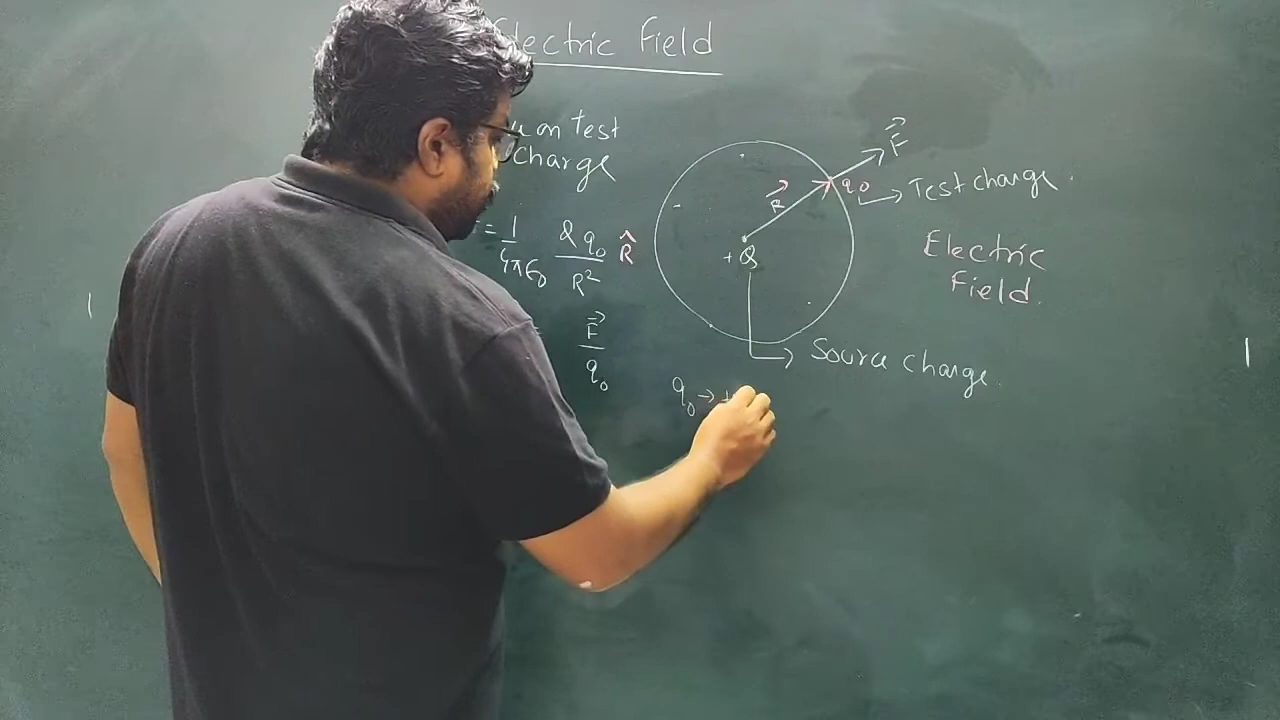 Electric Field
on Test
Charge
= 1/4πϵ₀ Qq₀/R² R̂
F⃗/q₀
q₀ →
F⃗
R⃗
q₀ → Test charge.
+Q
Electric
Field.
→ Source charge.